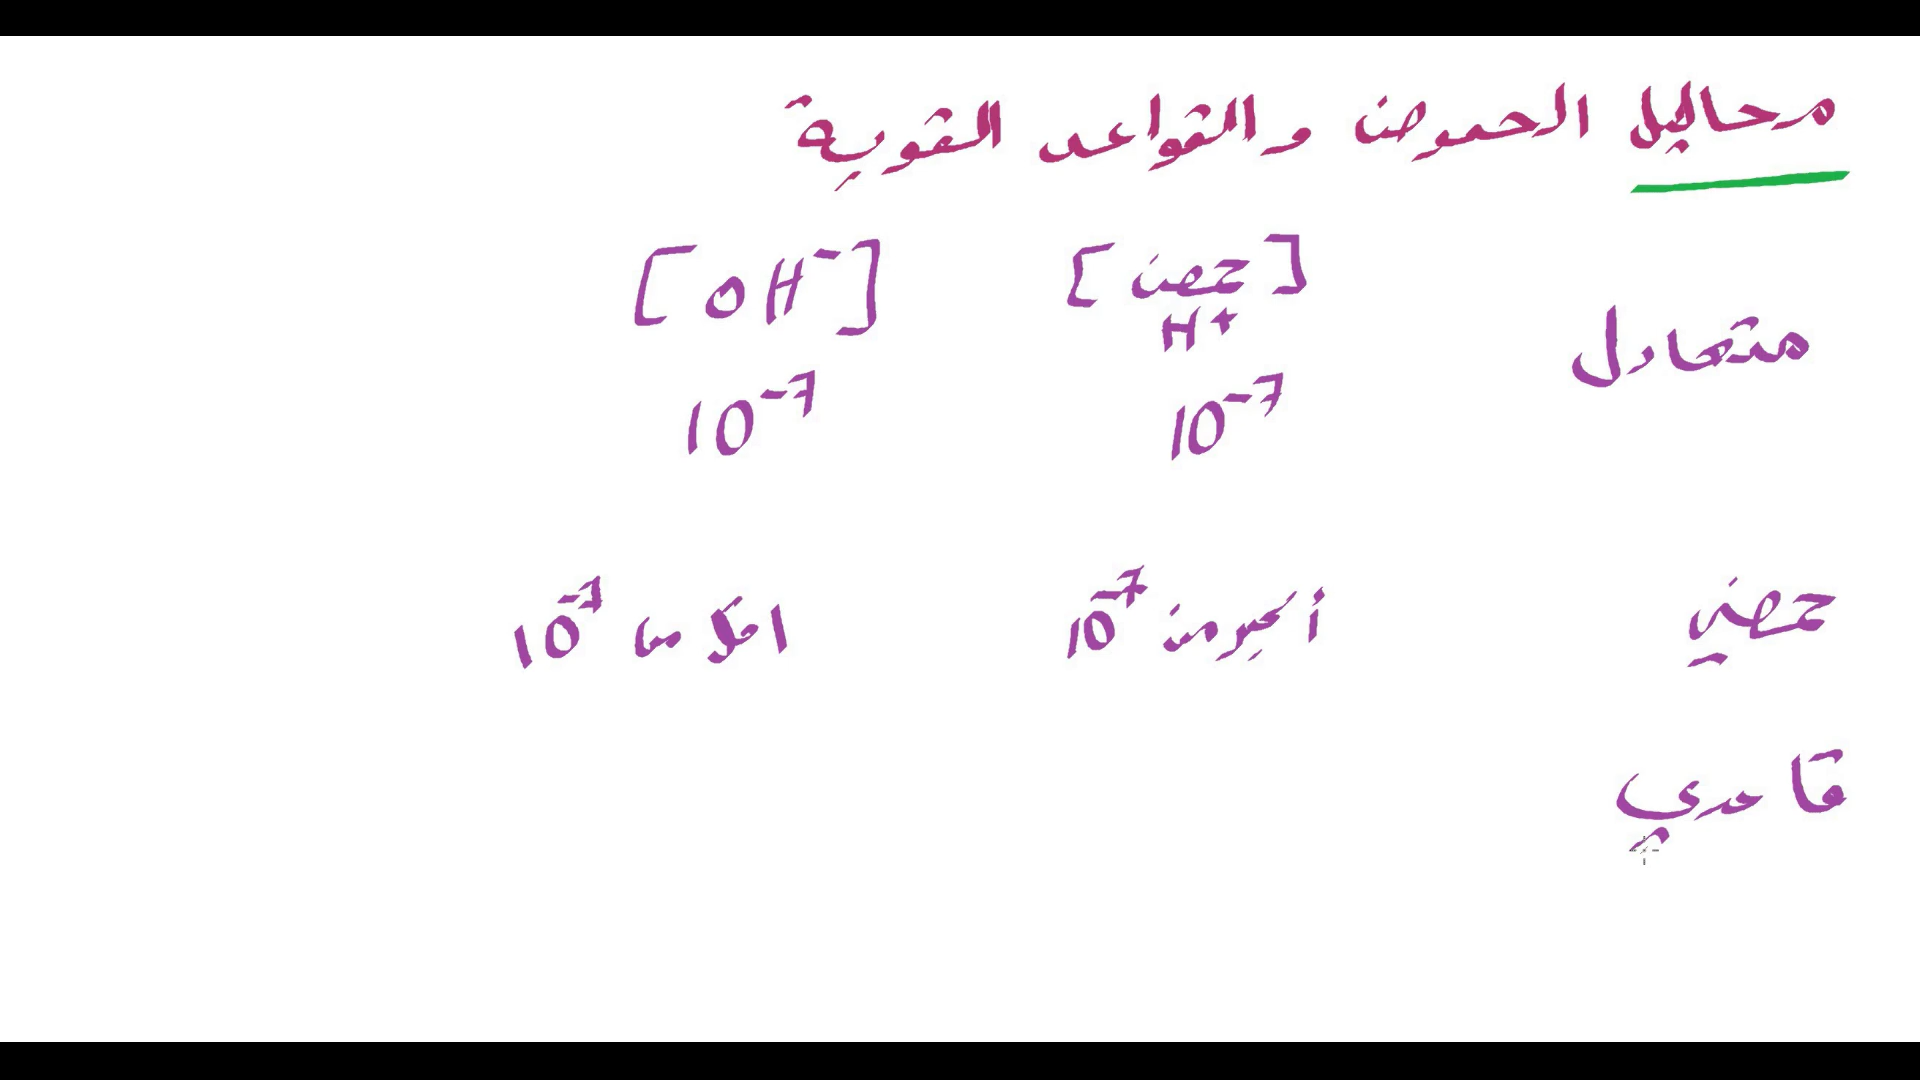 محاليل الحموض والقواعد القوية
[حمض] [OH⁻]
H⁺
متعادل 10⁻⁷ 10⁻⁷
حمضي أكبر من 10⁻⁷ اقل من 10⁻⁷
قاعدي